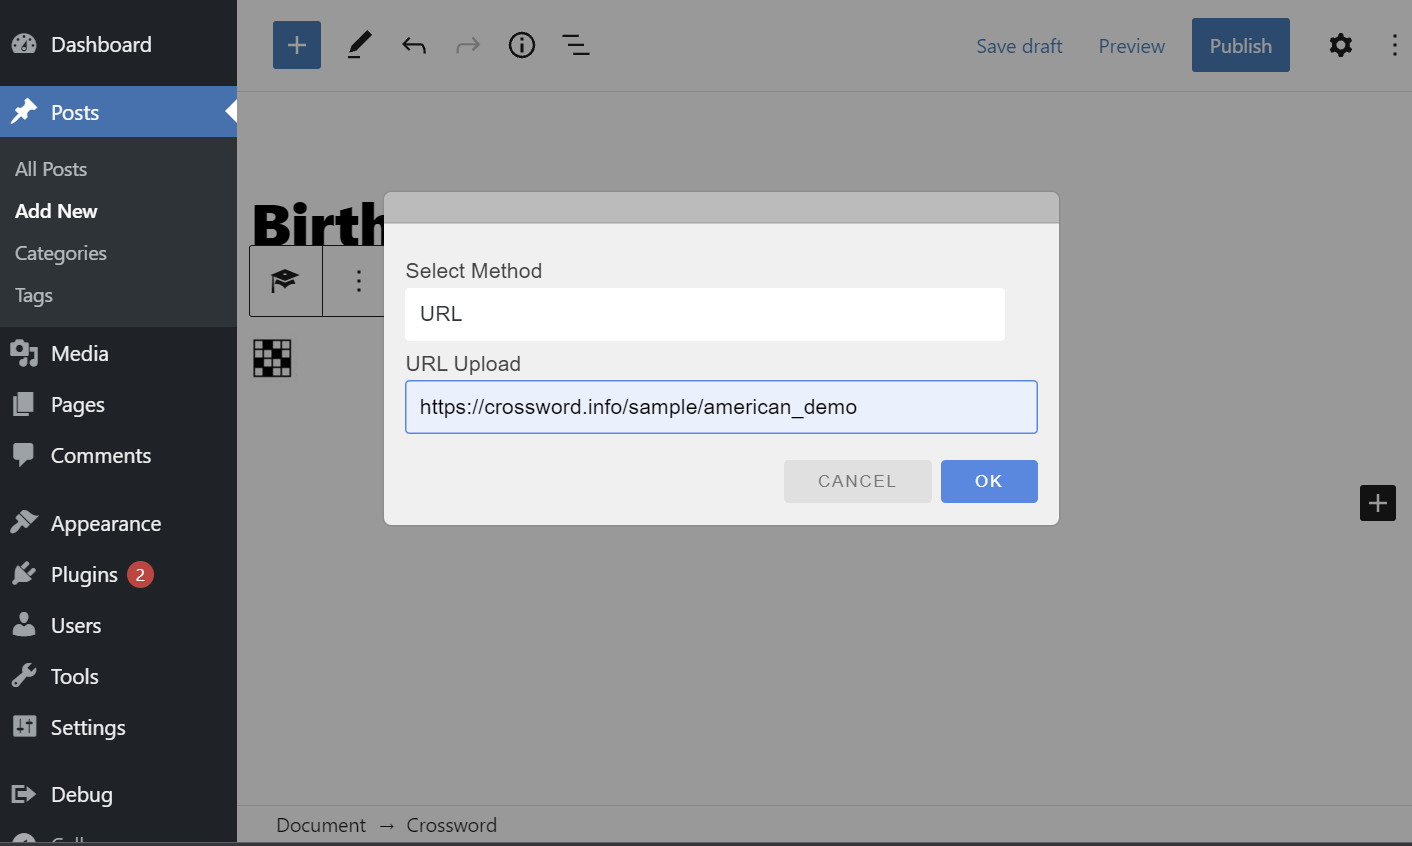 Dashboard
Posts
All Posts
Add New
Categories
Tags
Media
Pages
Comments
Appearance
Plugins 2
Users
Tools
Settings
Debug
Save draft Preview Publish
Birth
Select Method
URL
URL Upload
https://crossword.info/sample/american_demo
CANCEL OK
Document → Crossword